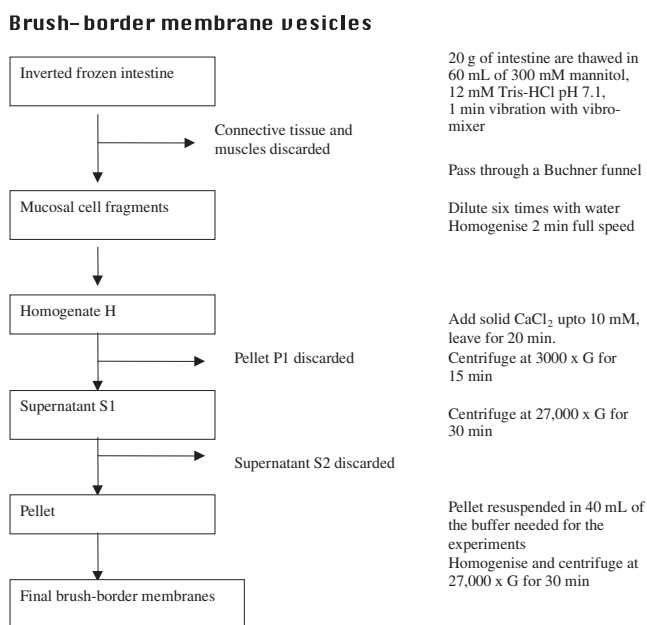 Brush-border membrane vesicles
Inverted frozen intestine
20 g of intestine are thawed in
60 mL of 300 mM mannitol,
12 mM Tris-HCl pH 7.1,
1 min vibration with vibro-
mixer
Connective tissue and
muscles discarded
Pass through a Buchner funnel
Mucosal cell fragments
Dilute six times with water
Homogenise 2 min full speed
Homogenate H
Add solid CaCl₂ upto 10 mM,
leave for 20 min.
Pellet P1 discarded
Centrifuge at 3000 x G for
15 min
Supernatant S1
Centrifuge at 27,000 x G for
30 min
Supernatant S2 discarded
Pellet
Pellet resuspended in 40 mL of
the buffer needed for the
experiments
Homogenise and centrifuge at
27,000 x G for 30 min
Final brush-border membranes